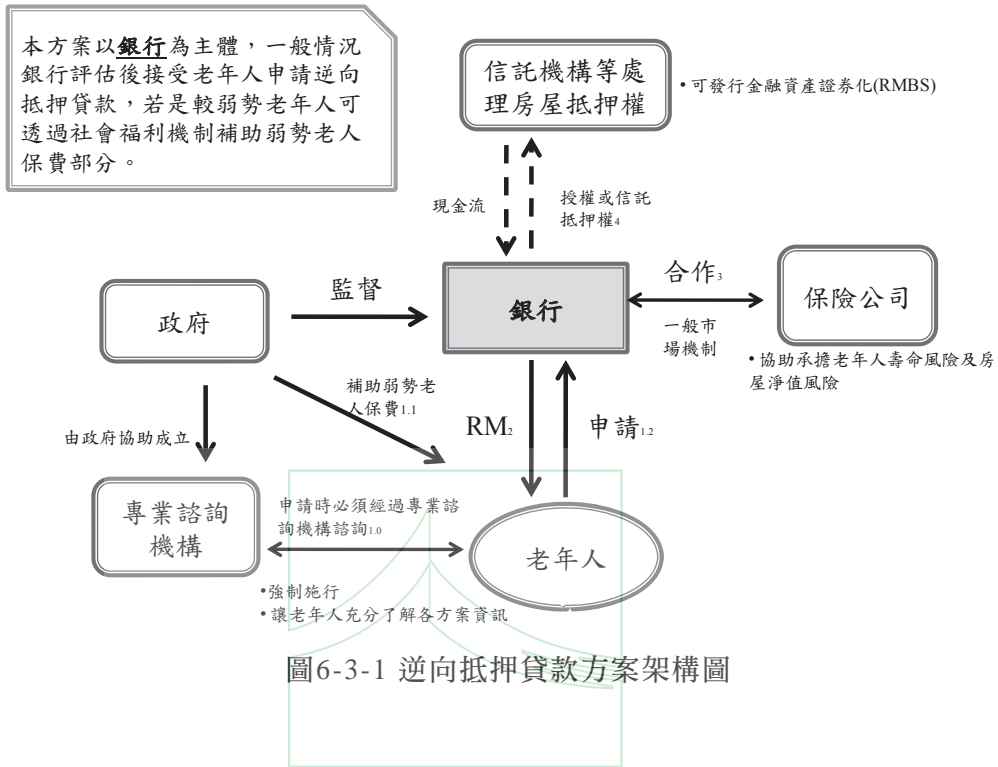 本方案以銀行為主體，一般情況
銀行評估後接受老年人申請逆向
抵押貸款，若是較弱勢老年人可
透過社會福利機制補助弱勢老人
保費部分。
信託機構等處
理房屋抵押權
•可發行金融資產證券化(RMBS)
現金流
授權或信託
抵押權4
政府
監督
銀行
合作3
一般市
場機制
保險公司
•協助承擔老年人壽命風險及房
屋淨值風險
補助弱勢老
人保費1.1
RM2
申請1.2
由政府協助成立
專業諮詢
機構
申請時必須經過專業諮
詢機構諮詢1.0
老年人
•強制施行
•讓老年人充分了解各方案資訊
圖6-3-1 逆向抵押貸款方案架構圖